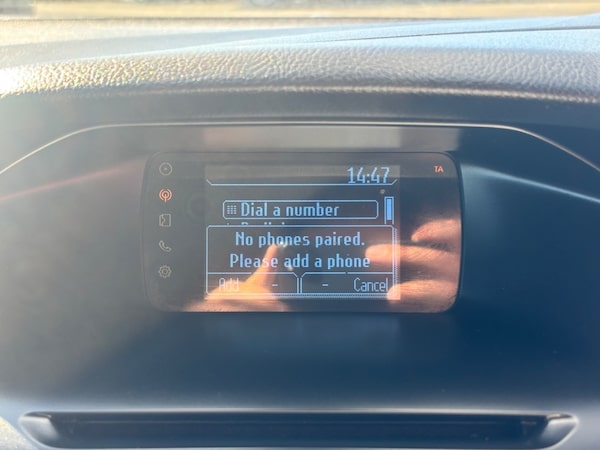 14:47
TA
Dial a number
No phones paired.
Please add a phone
Add - - Cancel